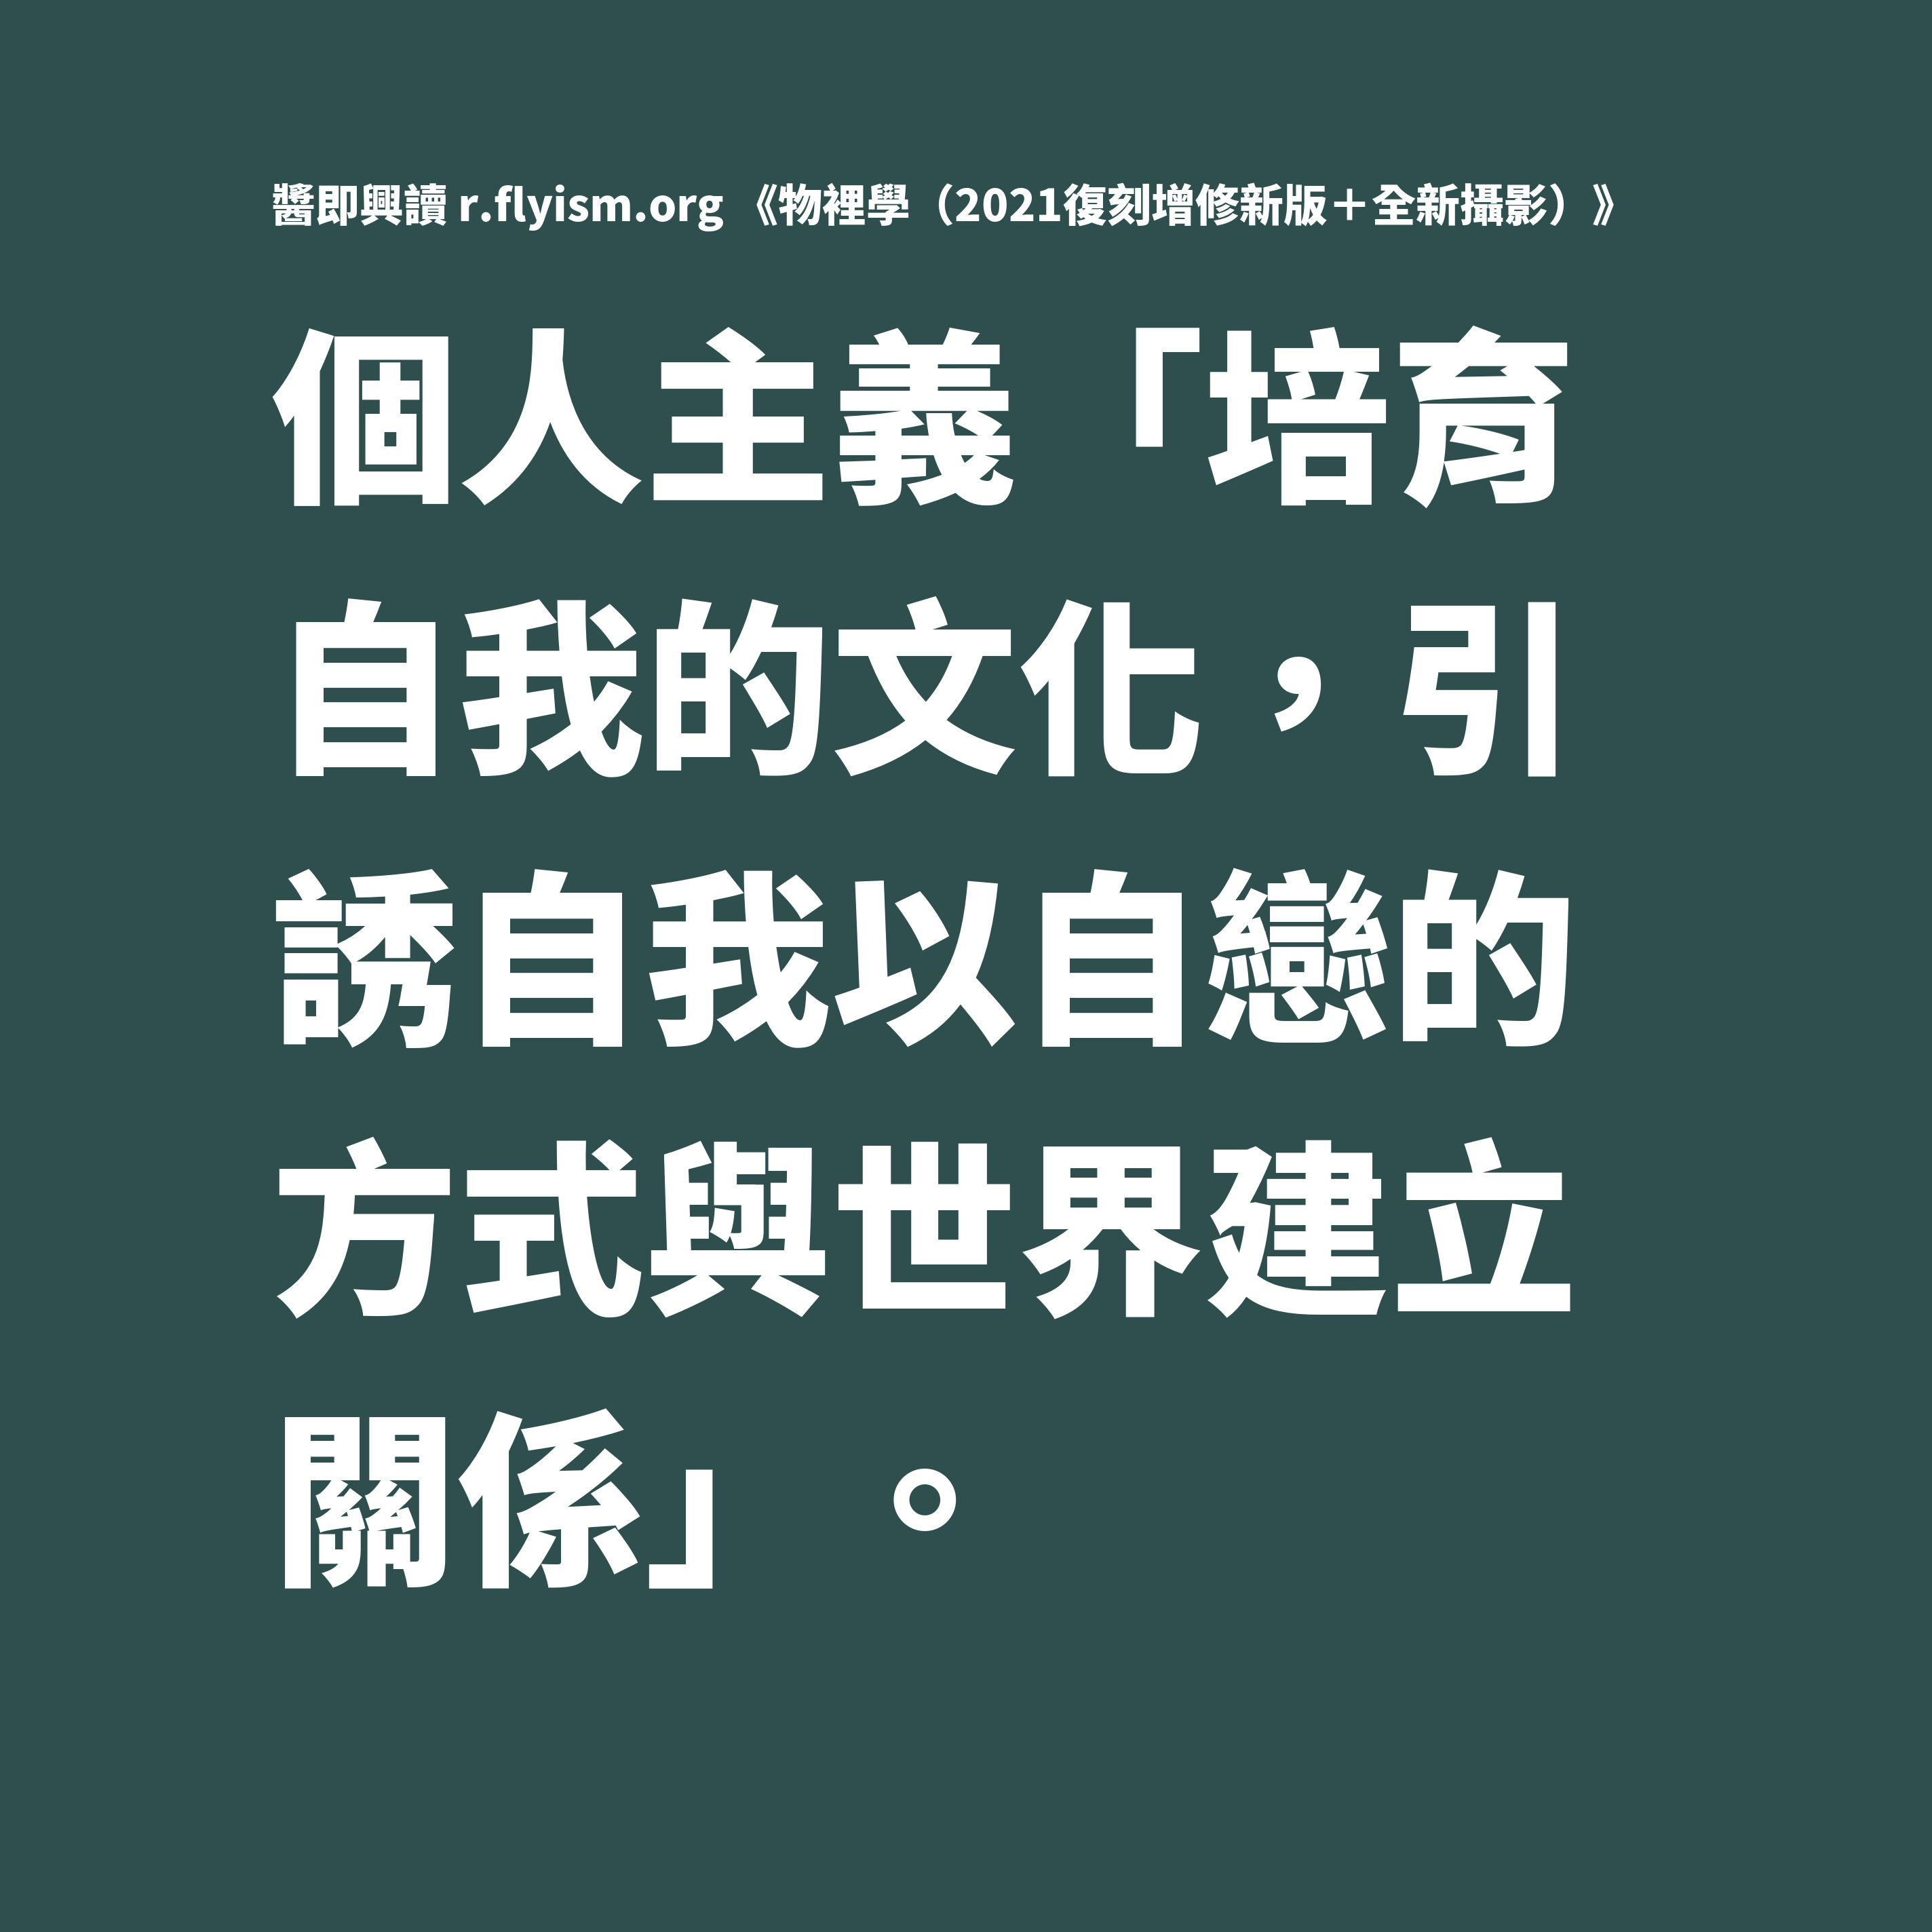 獨即興讀 r.flyism.org 《物裡學（2021復刻增修新版+全新攝影）》
個人主義「培育
自我的文化，引
誘自我以自戀的
方式與世界建立
關係」。